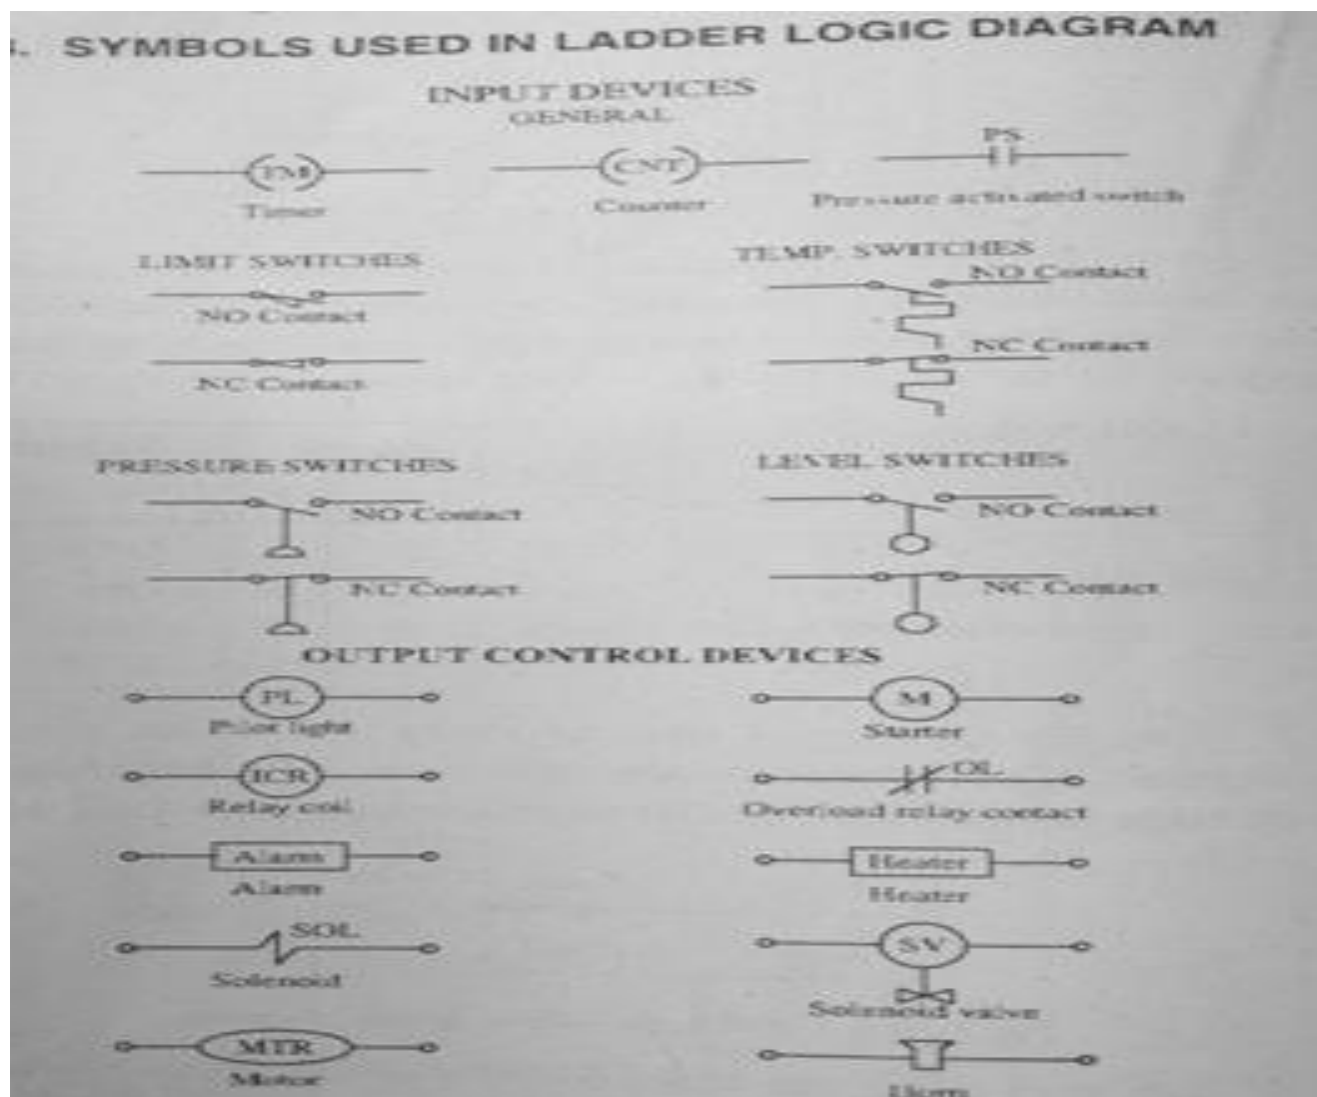 SYMBOLS USED IN LADDER LOGIC DIAGRAM
INPUT DEVICES
GENERAL
PS
CNT
Timer
Counter
Pressure activated switch
LIMIT SWITCHES
NO Contact
NC Contact
TEMP. SWITCHES
NO Contact
NC Contact
PRESSURE SWITCHES
NO Contact
NC Contact
LEVEL SWITCHES
NO Contact
NC Contact
OUTPUT CONTROL DEVICES
PL
Pilot light
M
Starter
ICR
Relay coil
OL
Overload relay contact
Alarm
Alarm
Heater
Heater
SOL
Solenoid
SV
Solenoid valve
MTR
Motor
Horn